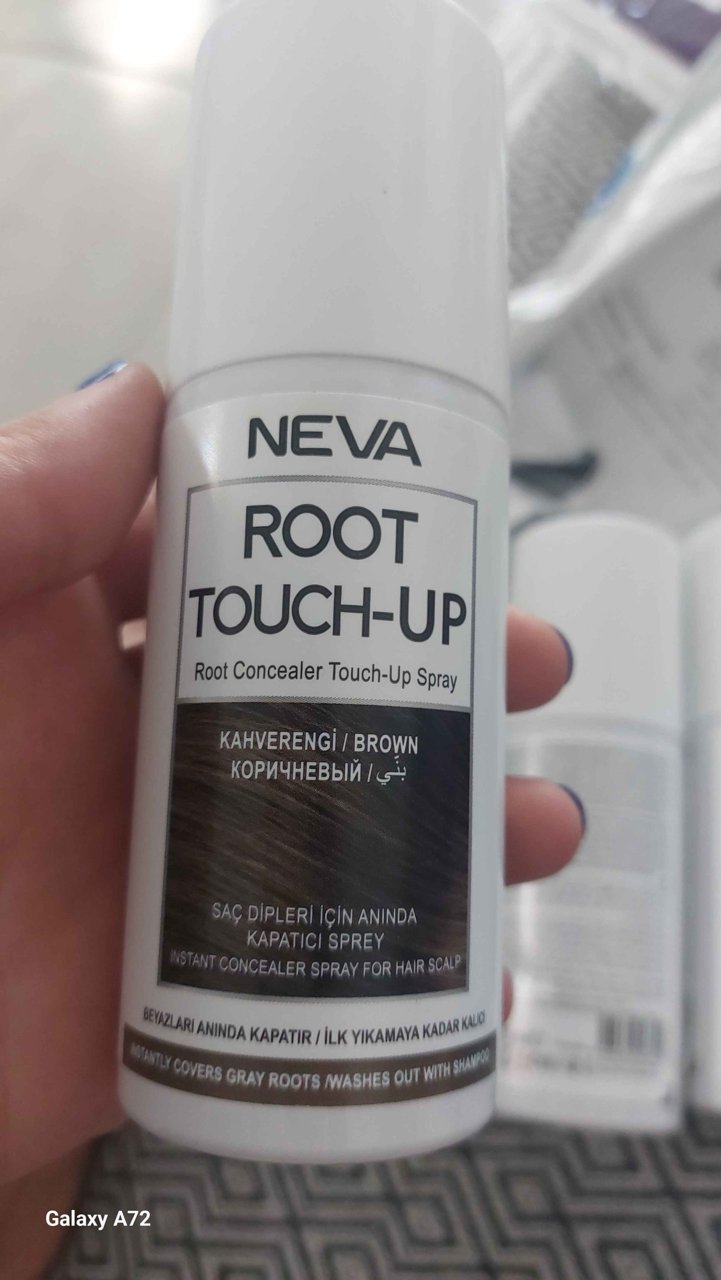 NEVA
ROOT
TOUCH-UP
Root Concealer Touch-Up Spray
KAHVERENGİ / BROWN
КОРИЧНЕВЫЙ / بنّي
SAÇ DİPLERİ İÇİN ANINDA
KAPATICI SPREY
INSTANT CONCEALER SPRAY FOR HAIR SCALP
BEYAZLARI ANINDA KAPATIR / İLK YIKAMAYA KADAR KALICI
INSTANTLY COVERS GRAY ROOTS /WASHES OUT WITH SHAMPOO
Galaxy A72